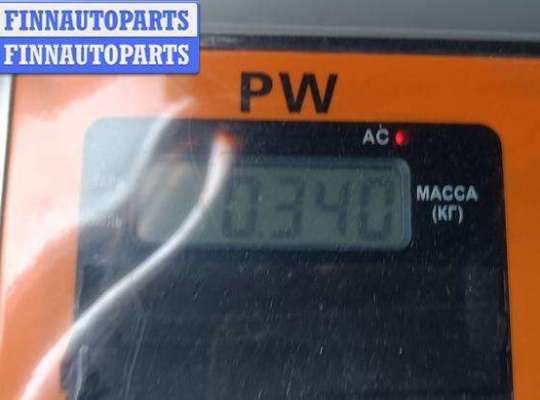 FINNAUTOPARTS
FINNAUTOPARTS
PW
AC
0.340
МАССА
(КГ)